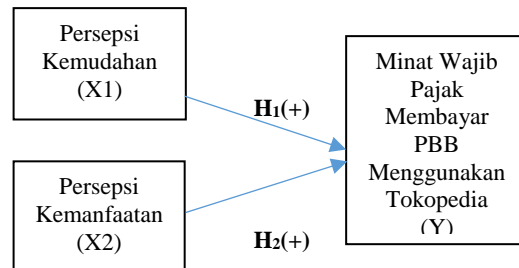 Persepsi
Kemudahan
(X1)
H1(+)
Persepsi
Kemanfaatan
(X2)
H2(+)
Minat Wajib
Pajak
Membayar
PBB
Menggunakan
Tokopedia
(Y)